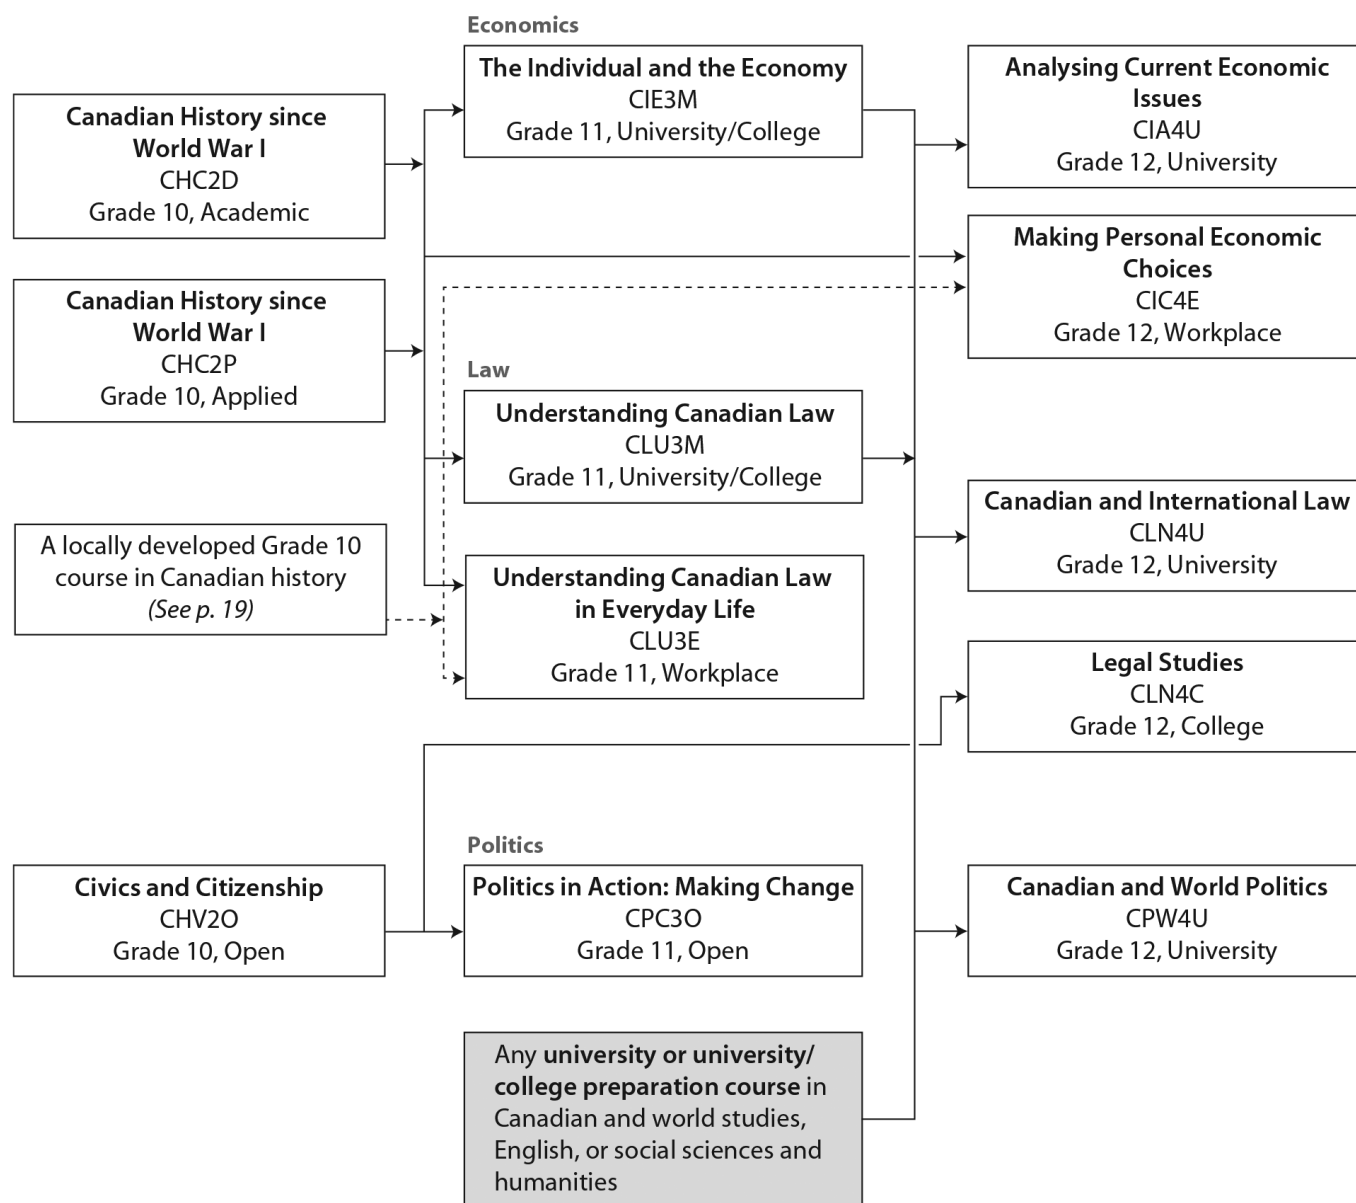 Economics
The Individual and the Economy
CIE3M
Grade 11, University/College
Analysing Current Economic
Issues
CIA4U
Grade 12, University
Canadian History since
World War I
CHC2D
Grade 10, Academic
Making Personal Economic
Choices
CIC4E
Grade 12, Workplace
Canadian History since
World War I
CHC2P
Grade 10, Applied
Law
Understanding Canadian Law
CLU3M
Grade 11, University/College
Canadian and International Law
CLN4U
Grade 12, University
A locally developed Grade 10
course in Canadian history
(See p. 19)
Understanding Canadian Law
in Everyday Life
CLU3E
Grade 11, Workplace
Legal Studies
CLN4C
Grade 12, College
Politics
Civics and Citizenship
CHV2O
Grade 10, Open
Politics in Action: Making Change
CPC3O
Grade 11, Open
Canadian and World Politics
CPW4U
Grade 12, University
Any university or university/
college preparation course in
Canadian and world studies,
English, or social sciences and
humanities